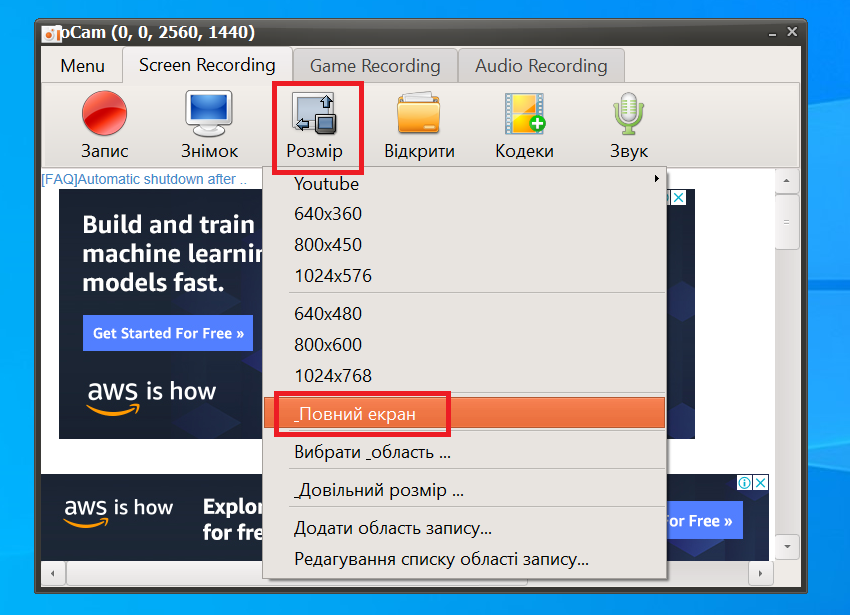 oCam (0, 0, 2560, 1440)
Menu
Screen Recording
Game Recording
Audio Recording
Запис
Знімок
Розмір
Відкрити
Кодеки
Звук
[FAQ]Automatic shutdown after ..
Youtube
640x360
800x450
1024x576
640x480
800x600
1024x768
_Повний екран
Вибрати _область ...
_Довільний розмір ...
Додати область запису...
Редагування списку області запису...
Build and train
machine
models fast.
Get Started For Free »
aws is how
aws is how
for
or Free »